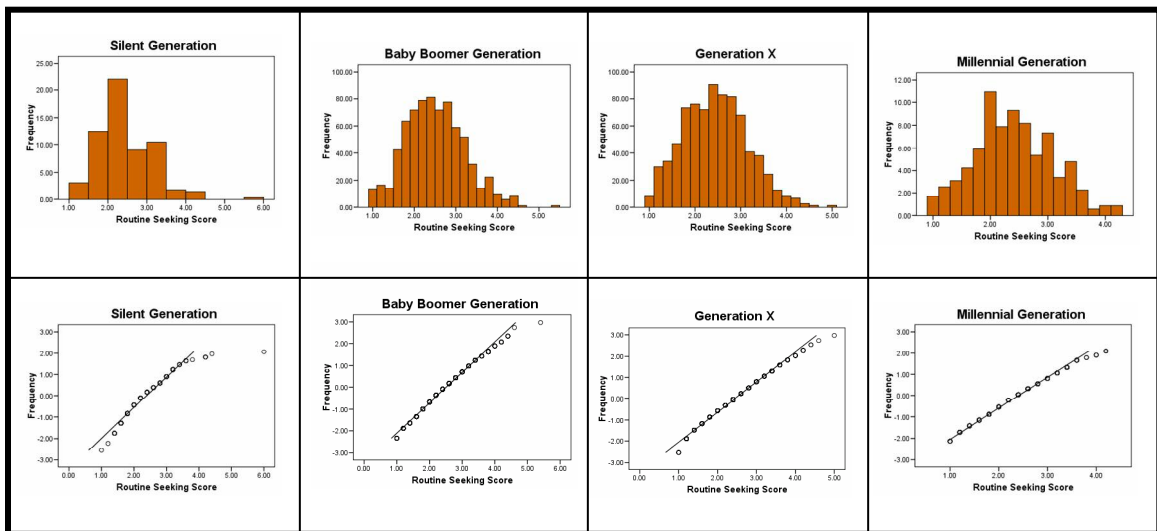 Silent Generation
25.00
20.00
15.00
10.00
5.00
0.00
Frequency
1.00 2.00 3.00 4.00 5.00 6.00
Routine Seeking Score
Baby Boomer Generation
100.00
80.00
60.00
40.00
20.00
0.00
Frequency
1.00 2.00 3.00 4.00 5.00
Routine Seeking Score
Generation X
100.00
80.00
60.00
40.00
20.00
0.00
Frequency
1.00 2.00 3.00 4.00 5.00
Routine Seeking Score
Millennial Generation
12.00
10.00
8.00
6.00
4.00
2.00
0.00
Frequency
1.00 2.00 3.00 4.00
Routine Seeking Score
Silent Generation
3.00
2.00
1.00
0.00
-1.00
-2.00
-3.00
Frequency
0.00 1.00 2.00 3.00 4.00 5.00 6.00
Routine Seeking Score
Baby Boomer Generation
3.00
2.00
1.00
0.00
-1.00
-2.00
-3.00
Frequency
0.00 1.00 2.00 3.00 4.00 5.00 6.00
Routine Seeking Score
Generation X
3.00
2.00
1.00
0.00
-1.00
-2.00
-3.00
Frequency
0.00 1.00 2.00 3.00 4.00 5.00
Routine Seeking Score
Millennial Generation
3.00
2.00
1.00
0.00
-1.00
-2.00
-3.00
Frequency
0.00 1.00 2.00 3.00 4.00
Routine Seeking Score